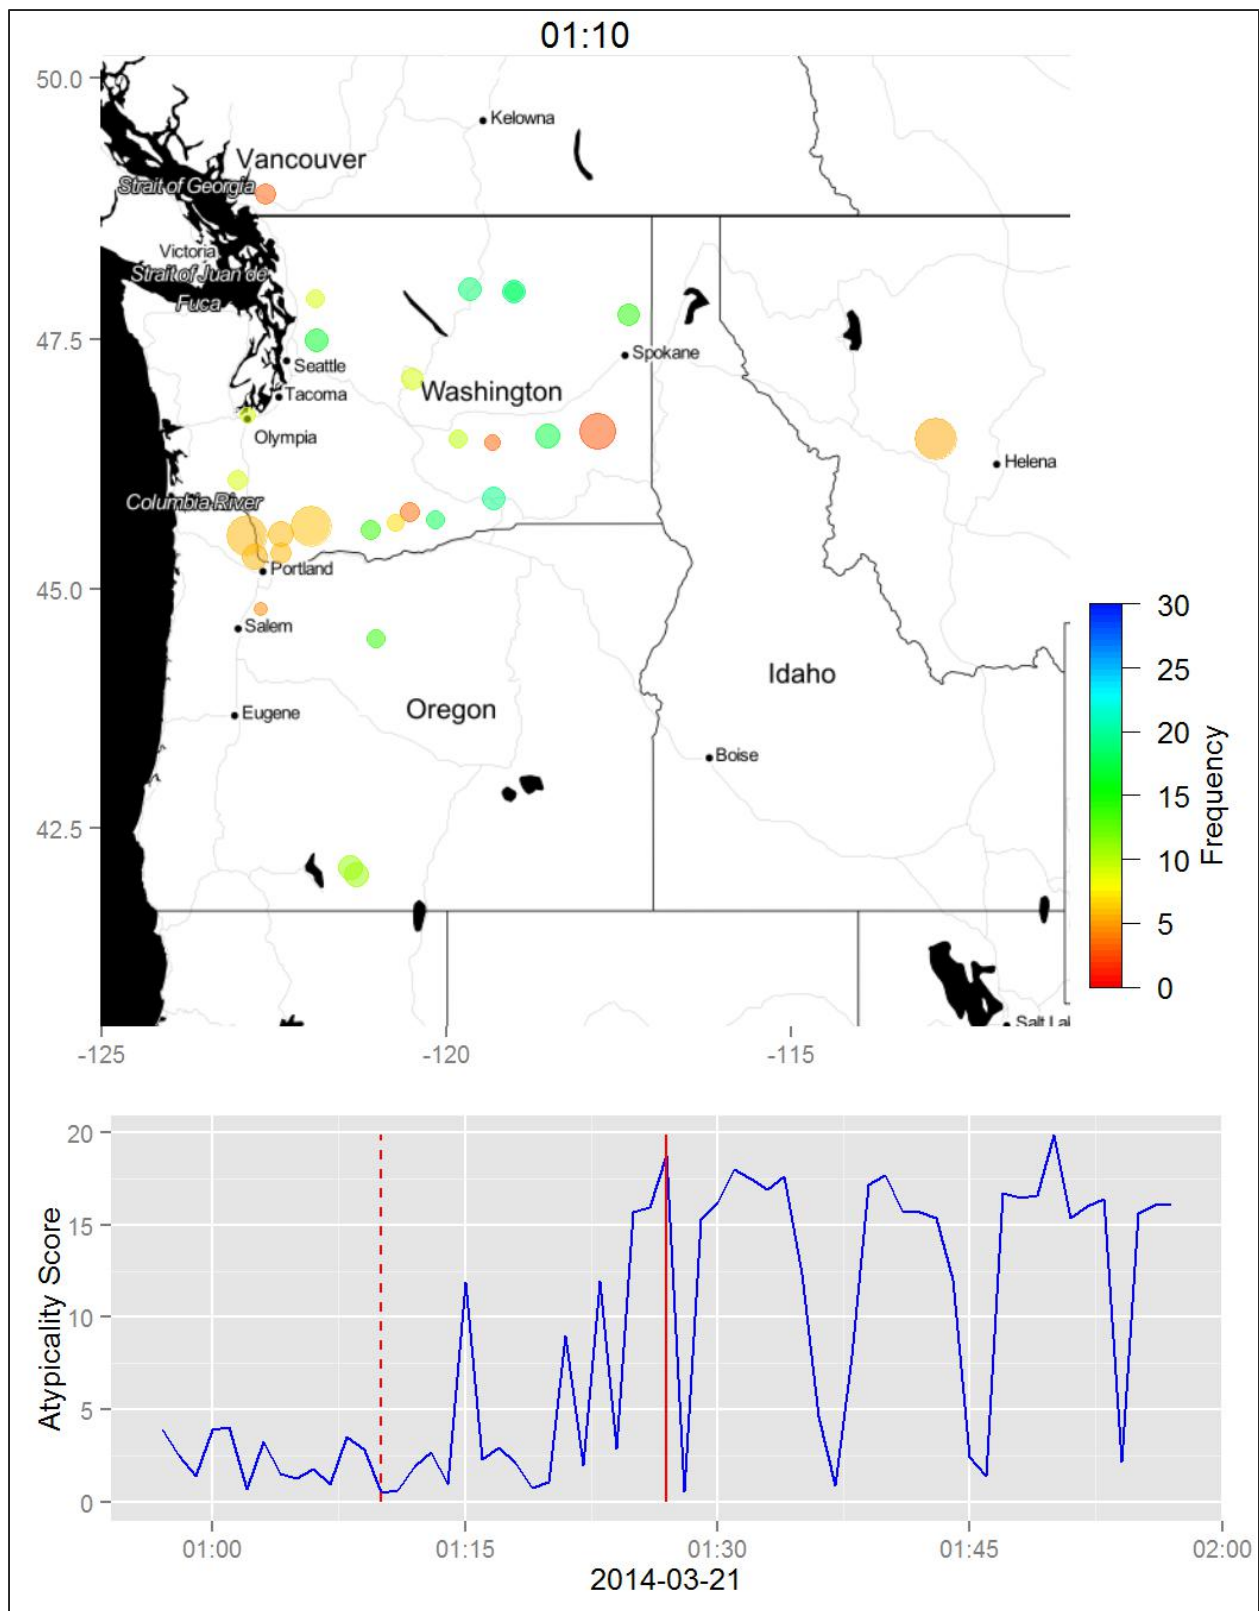 01:10
50.0
Kelowna
Vancouver
Strait of Georgia
Victoria
Strait of Juan de
Fuca
47.5
Seattle
Spokane
Tacoma
Washington
Olympia
Helena
Columbia River
45.0
Portland
Salem
Idaho
Eugene
Oregon
Boise
42.5
Salt Lal
-125
-120
-115
30
25
20
15
10
5
0
Frequency
20
15
10
5
0
Atypicality Score
01:00
01:15
01:30
01:45
02:00
2014-03-21